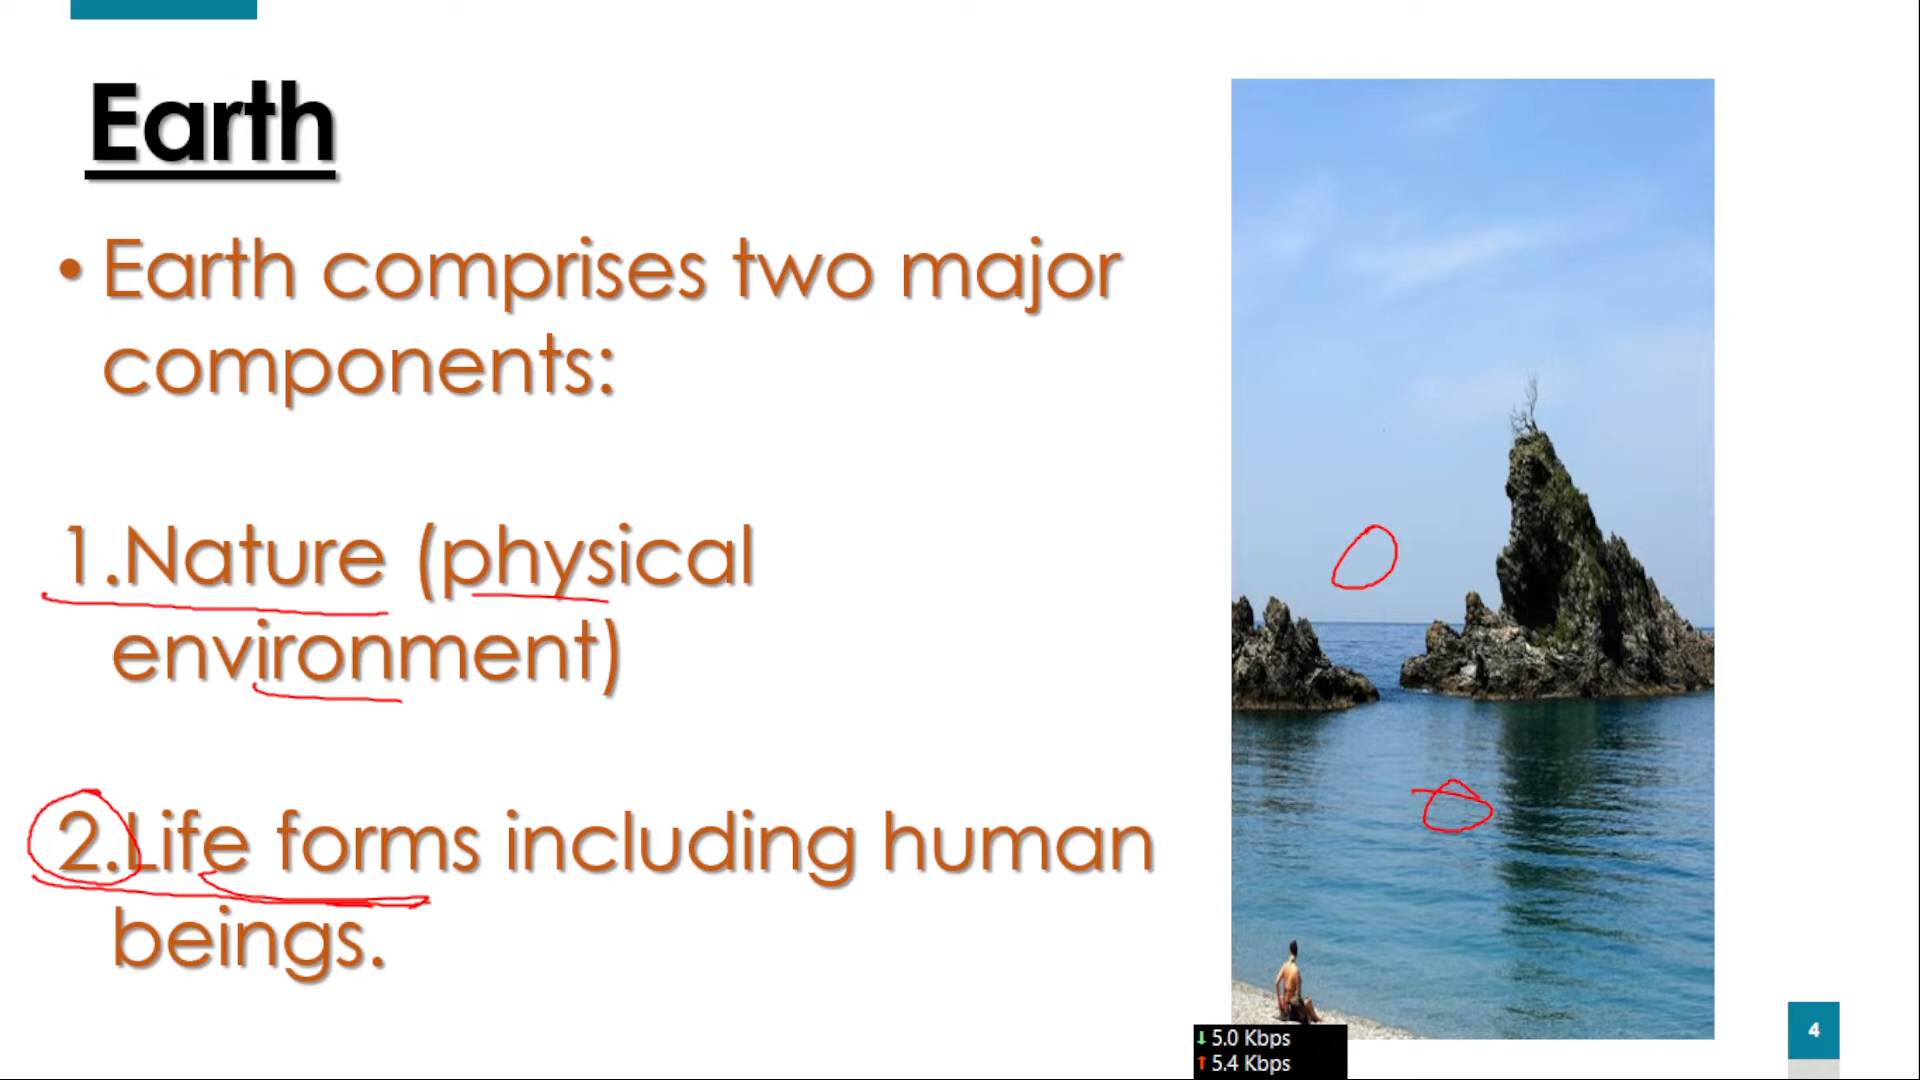 Earth
• Earth comprises two major
components:
1.Nature (physical
environment)
2.Life forms including human
beings.
↓ 5.0 Kbps
↑ 5.4 Kbps
4